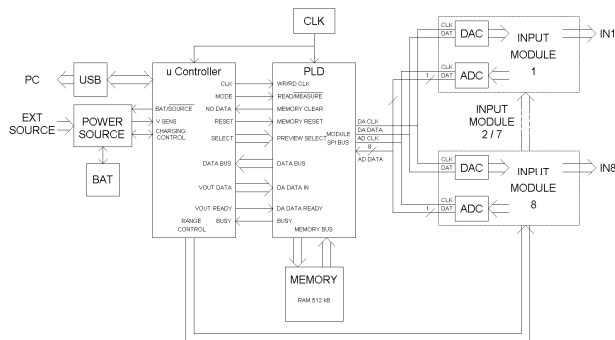 CLK
u Controller
PLD
PC
USB
EXT
SOURCE
POWER
SOURCE
BAT
BAT/SOURCE
V SENS
CHARGING
CONTROL
CLK
MODE
NO DATA
RESET
SELECT
DATA BUS
VOUT DATA
VOUT READY
RANGE
CONTROL
BUSY
WR/RD CLK
READ/MEASURE
MEMORY CLEAR
MEMORY RESET
PREVIEW SELECT
DATA BUS
DA DATA IN
DA DATA READY
BUSY
MEMORY BUS
MODULE
SPI BUS
DA CLK
DA DATA
AD CLK
8
AD DATA
MEMORY
RAM 512 kB
CLK
DAT
DAC
CLK
1
DAT
ADC
INPUT
MODULE
1
IN1
INPUT
MODULE
2 / 7
CLK
DAT
DAC
CLK
1
DAT
ADC
INPUT
MODULE
8
IN8